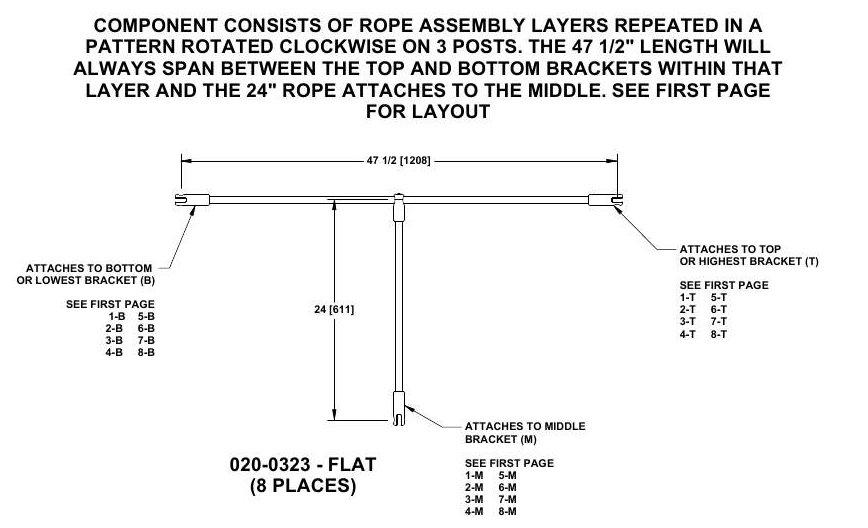 COMPONENT CONSISTS OF ROPE ASSEMBLY LAYERS REPEATED IN A
PATTERN ROTATED CLOCKWISE ON 3 POSTS. THE 47 1/2" LENGTH WILL
ALWAYS SPAN BETWEEN THE TOP AND BOTTOM BRACKETS WITHIN THAT
LAYER AND THE 24" ROPE ATTACHES TO THE MIDDLE. SEE FIRST PAGE
FOR LAYOUT
47 1/2 [1208]
ATTACHES TO BOTTOM
OR LOWEST BRACKET (B)
SEE FIRST PAGE
1-B 5-B
2-B 6-B
3-B 7-B
4-B 8-B
24 [611]
ATTACHES TO TOP
OR HIGHEST BRACKET (T)
SEE FIRST PAGE
1-T 5-T
2-T 6-T
3-T 7-T
4-T 8-T
ATTACHES TO MIDDLE
BRACKET (M)
SEE FIRST PAGE
1-M 5-M
2-M 6-M
3-M 7-M
4-M 8-M
020-0323 - FLAT
(8 PLACES)